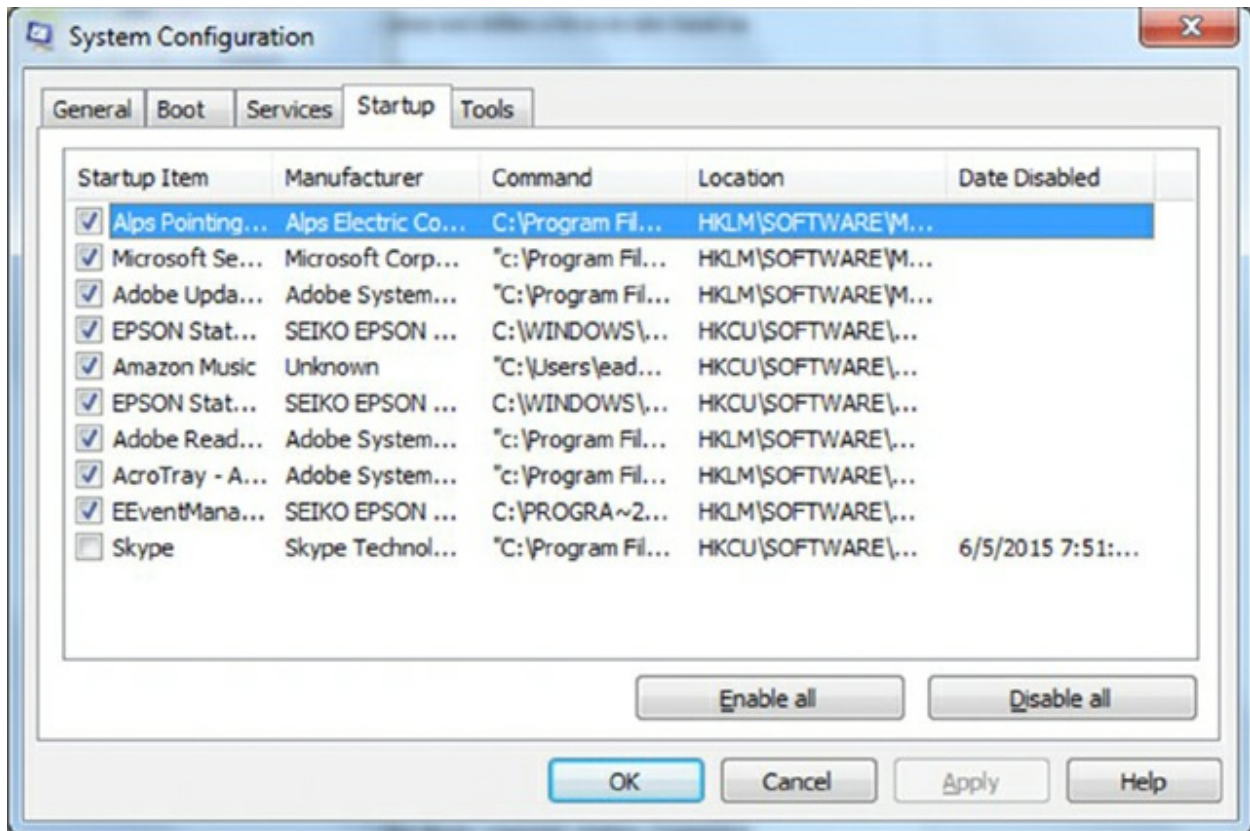 System Configuration
General Boot Services Startup Tools
Startup Item Manufacturer Command Location Date Disabled
Alps Pointing... Alps Electric Co... C:\Program Fil... HKLM\SOFTWARE\M...
Microsoft Se... Microsoft Corp... "c:\Program Fil... HKLM\SOFTWARE\M...
Adobe Upda... Adobe System... "C:\Program Fil... HKLM\SOFTWARE\M...
EPSON Stat... SEIKO EPSON ... C:\WINDOWS\... HKCU\SOFTWARE\...
Amazon Music Unknown "C:\Users\ead... HKCU\SOFTWARE\...
EPSON Stat... SEIKO EPSON ... C:\WINDOWS\... HKCU\SOFTWARE\...
Adobe Read... Adobe System... "c:\Program Fil... HKLM\SOFTWARE\...
AcroTray - A... Adobe System... "c:\Program Fil... HKLM\SOFTWARE\...
EEventMana... SEIKO EPSON ... C:\PROGRA~2... HKLM\SOFTWARE\...
Skype Skype Technol... "C:\Program Fil... HKCU\SOFTWARE\... 6/5/2015 7:51:...
Enable all Disable all
OK Cancel Apply Help